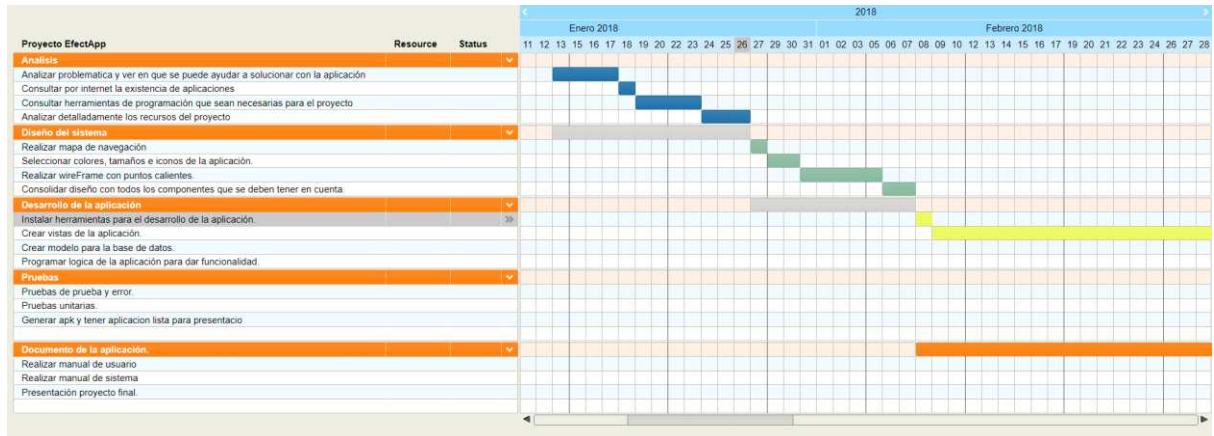 2018
Enero 2018 Febrero 2018
Proyecto EfectApp Resource Status 11 12 13 15 16 17 18 19 20 22 23 24 25 26 27 29 30 31 01 02 03 05 06 07 08 09 10 12 13 14 15 16 17 19 20 21 22 23 24 26 27 28
Analisis
Analizar problematica y ver en que se puede ayudar a solucionar con la aplicación
Consultar por internet la existencia de aplicaciones
Consultar herramientas de programación que sean necesarias para el proyecto
Analizar detalladamente los recursos del proyecto
Diseño del sistema
Realizar mapa de navegación
Seleccionar colores, tamaños e iconos de la aplicación.
Realizar wireFrame con puntos calientes.
Consolidar diseño con todos los componentes que se deben tener en cuenta.
Desarrollo de la aplicación
Instalar herramientas para el desarrollo de la aplicación.
Crear vistas de la aplicación.
Crear modelo para la base de datos.
Programar logica de la aplicación para dar funcionalidad.
Pruebas
Pruebas de prueba y error.
Pruebas unitarias.
Generar apk y tener aplicacion lista para presentacio
Documento de la aplicación.
Realizar manual de usuario
Realizar manual de sistema
Presentación proyecto final.